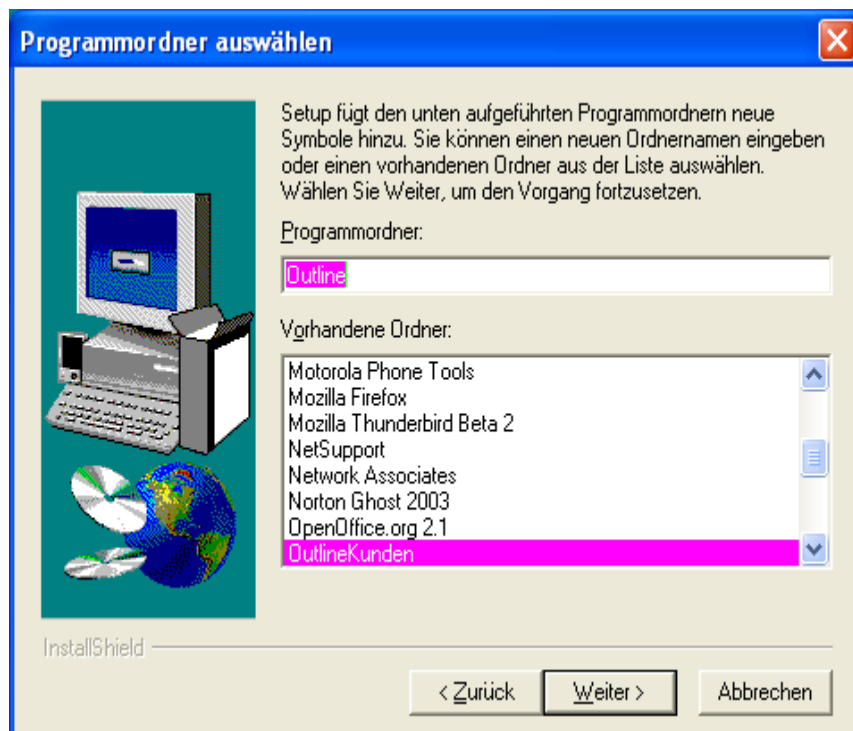 Programmordner auswählen
Setup fügt den unten aufgeführten Programmordnern neue
Symbole hinzu. Sie können einen neuen Ordnernamen eingeben
oder einen vorhandenen Ordner aus der Liste auswählen.
Wählen Sie Weiter, um den Vorgang fortzusetzen.
Programmordner:
Outline
Vorhandene Ordner:
Motorola Phone Tools
Mozilla Firefox
Mozilla Thunderbird Beta 2
NetSupport
Network Associates
Norton Ghost 2003
OpenOffice.org 2.1
OutlineKunden
InstallShield
< Zurück
Weiter >
Abbrechen